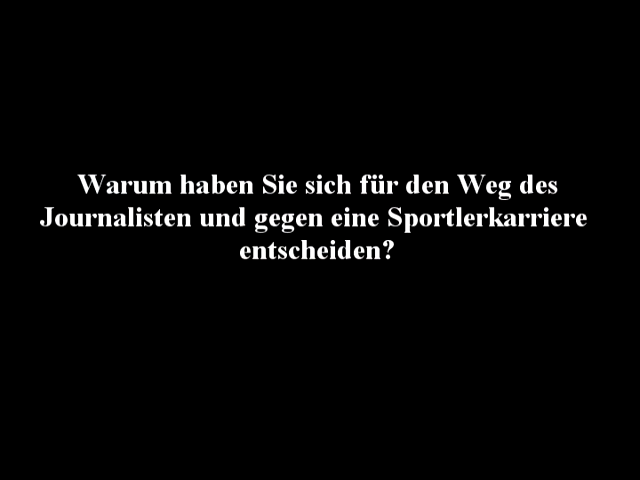 Warum haben Sie sich für den Weg des
Journalisten und gegen eine Sportlerkarriere
entscheiden?